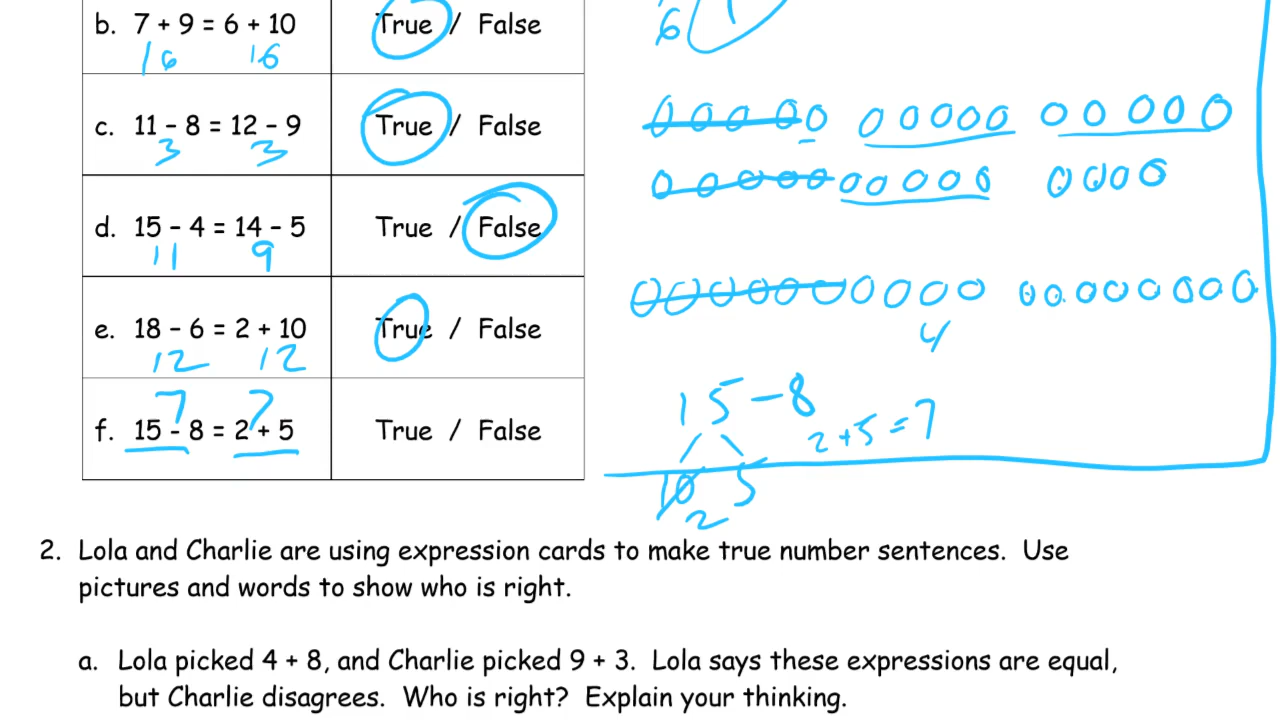 b. 7 + 9 = 6 + 10 True / False
16 16
6
c. 11 - 8 = 12 - 9 True / False
3 3
d. 15 - 4 = 14 - 5 True / False
11 9
e. 18 - 6 = 2 + 10 True / False
12 12
4
7 7
f. 15 - 8 = 2 + 5 True / False
15 - 8
2 + 5 = 7
10 5
2
2. Lola and Charlie are using expression cards to make true number sentences. Use
pictures and words to show who is right.
a. Lola picked 4 + 8, and Charlie picked 9 + 3. Lola says these expressions are equal,
but Charlie disagrees. Who is right? Explain your thinking.